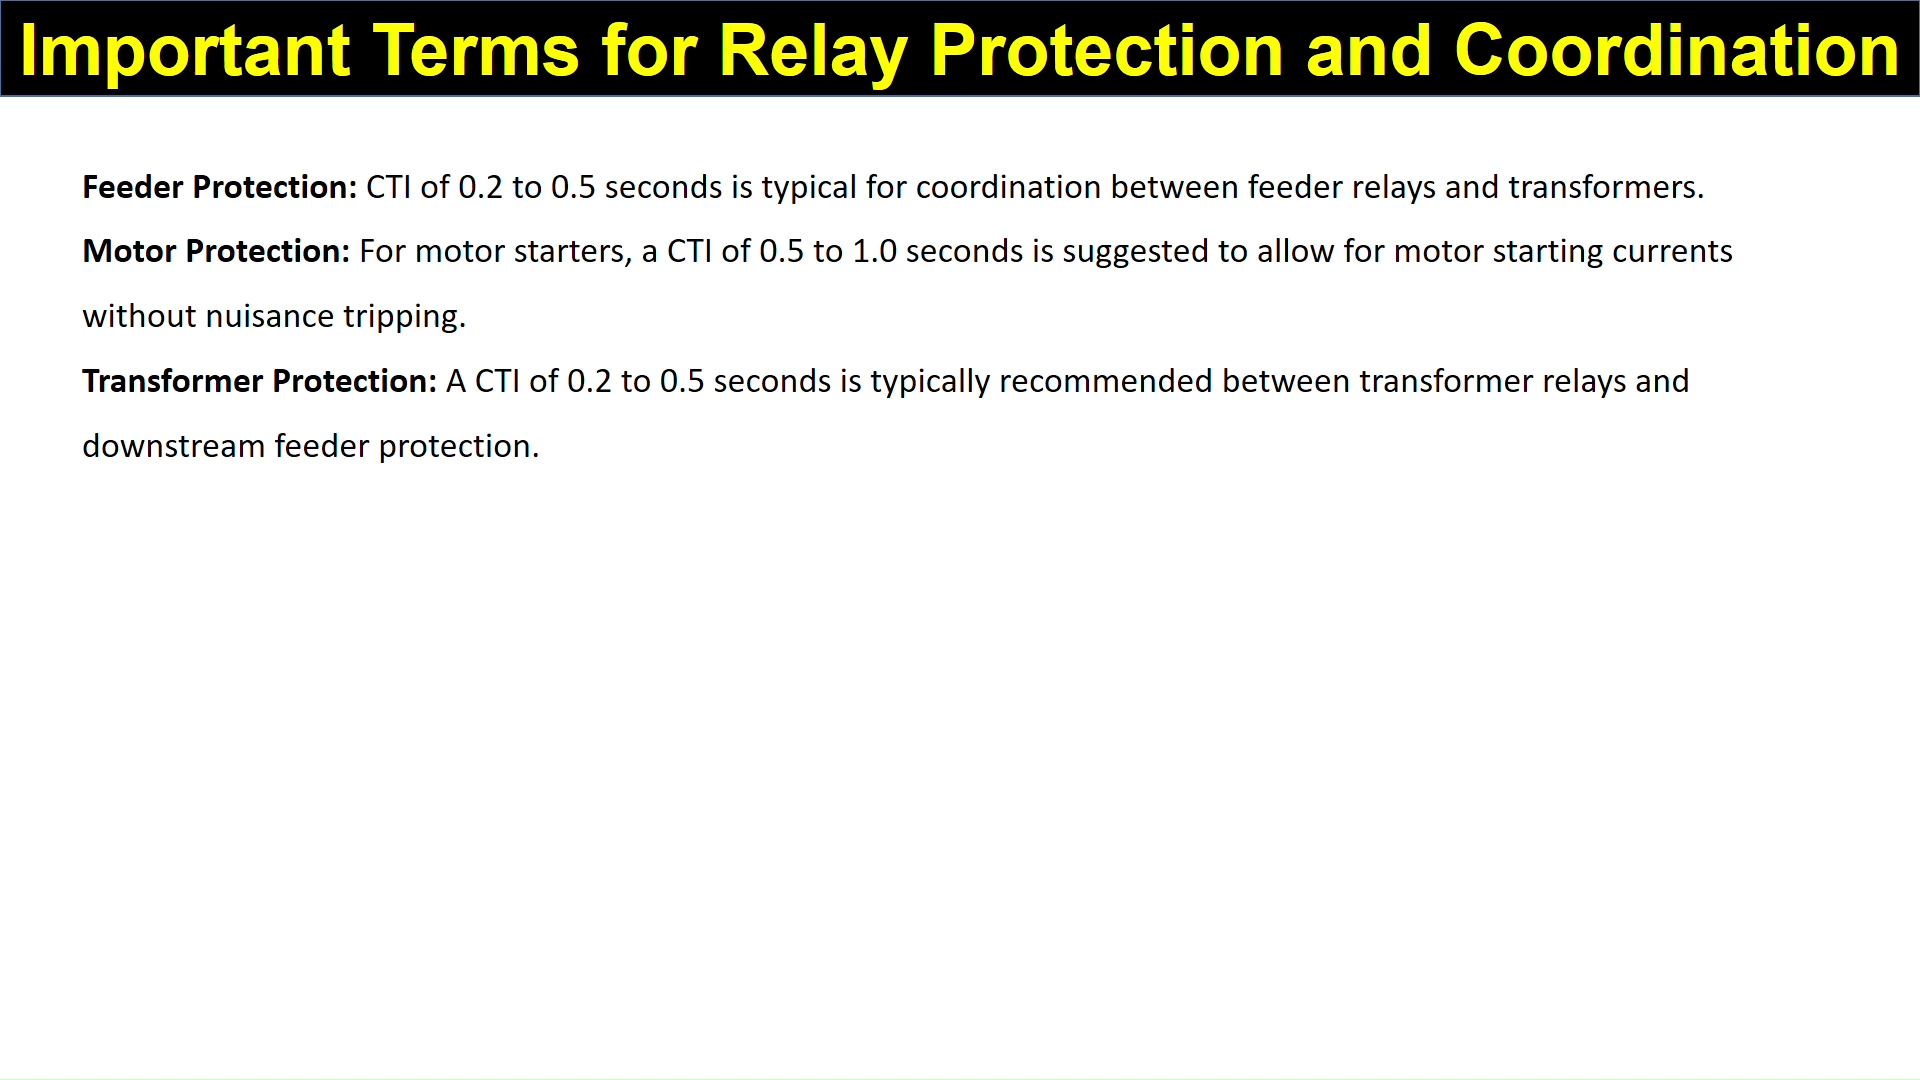 Important Terms for Relay Protection and Coordination
Feeder Protection: CTI of 0.2 to 0.5 seconds is typical for coordination between feeder relays and transformers.
Motor Protection: For motor starters, a CTI of 0.5 to 1.0 seconds is suggested to allow for motor starting currents
without nuisance tripping.
Transformer Protection: A CTI of 0.2 to 0.5 seconds is typically recommended between transformer relays and
downstream feeder protection.